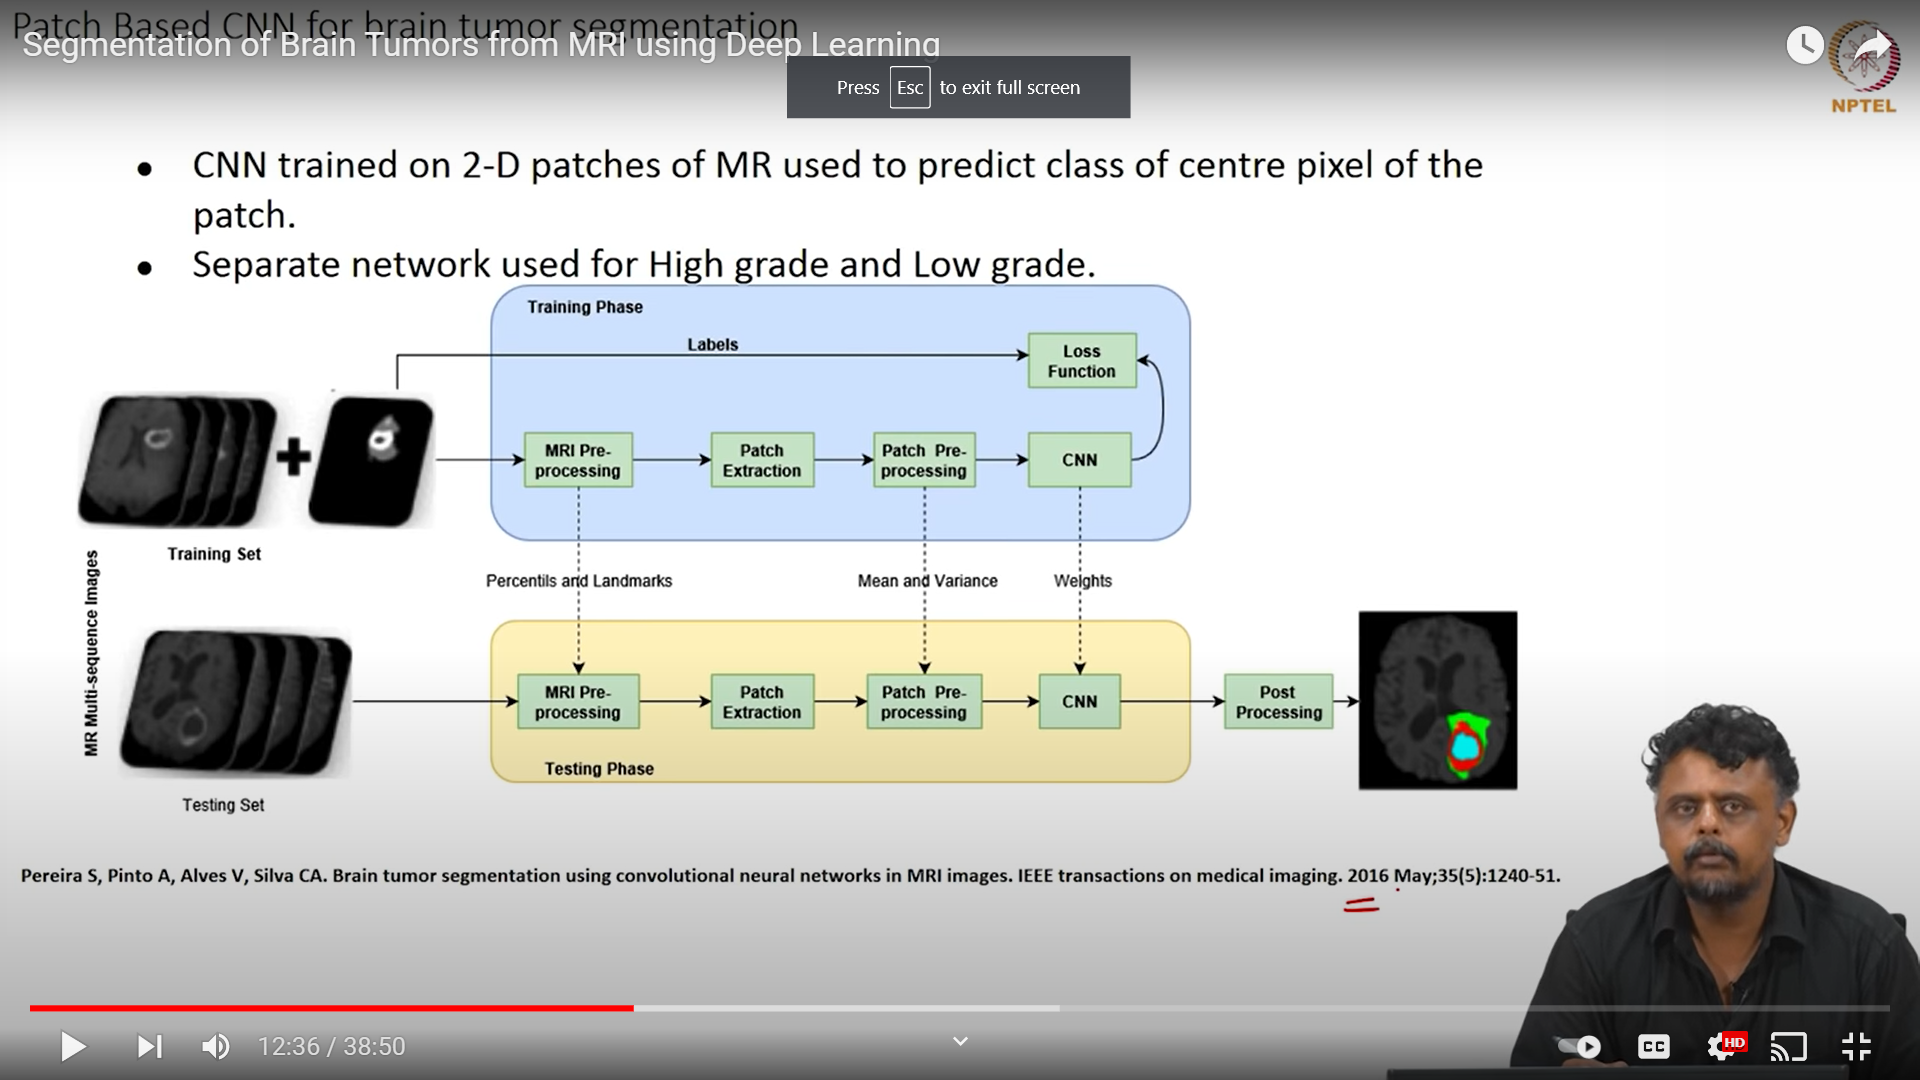 Patch Based CNN for brain tumor segmentation
Segmentation of Brain Tumors from MRI using Deep Learning
Press Esc to exit full screen
NPTEL
● CNN trained on 2-D patches of MR used to predict class of centre pixel of the
patch.
● Separate network used for High grade and Low grade.
Training Phase
Labels
Loss
Function
MRI Pre-
processing
Patch
Extraction
Patch Pre-
processing
CNN
Training Set
MR Multi-sequence Images
Percentils and Landmarks
Mean and Variance
Weights
MRI Pre-
processing
Patch
Extraction
Patch Pre-
processing
CNN
Post
Processing
Testing Phase
Testing Set
Pereira S, Pinto A, Alves V, Silva CA. Brain tumor segmentation using convolutional neural networks in MRI images. IEEE transactions on medical imaging. 2016 May;35(5):1240-51.
12:36 / 38:50
CC
HD